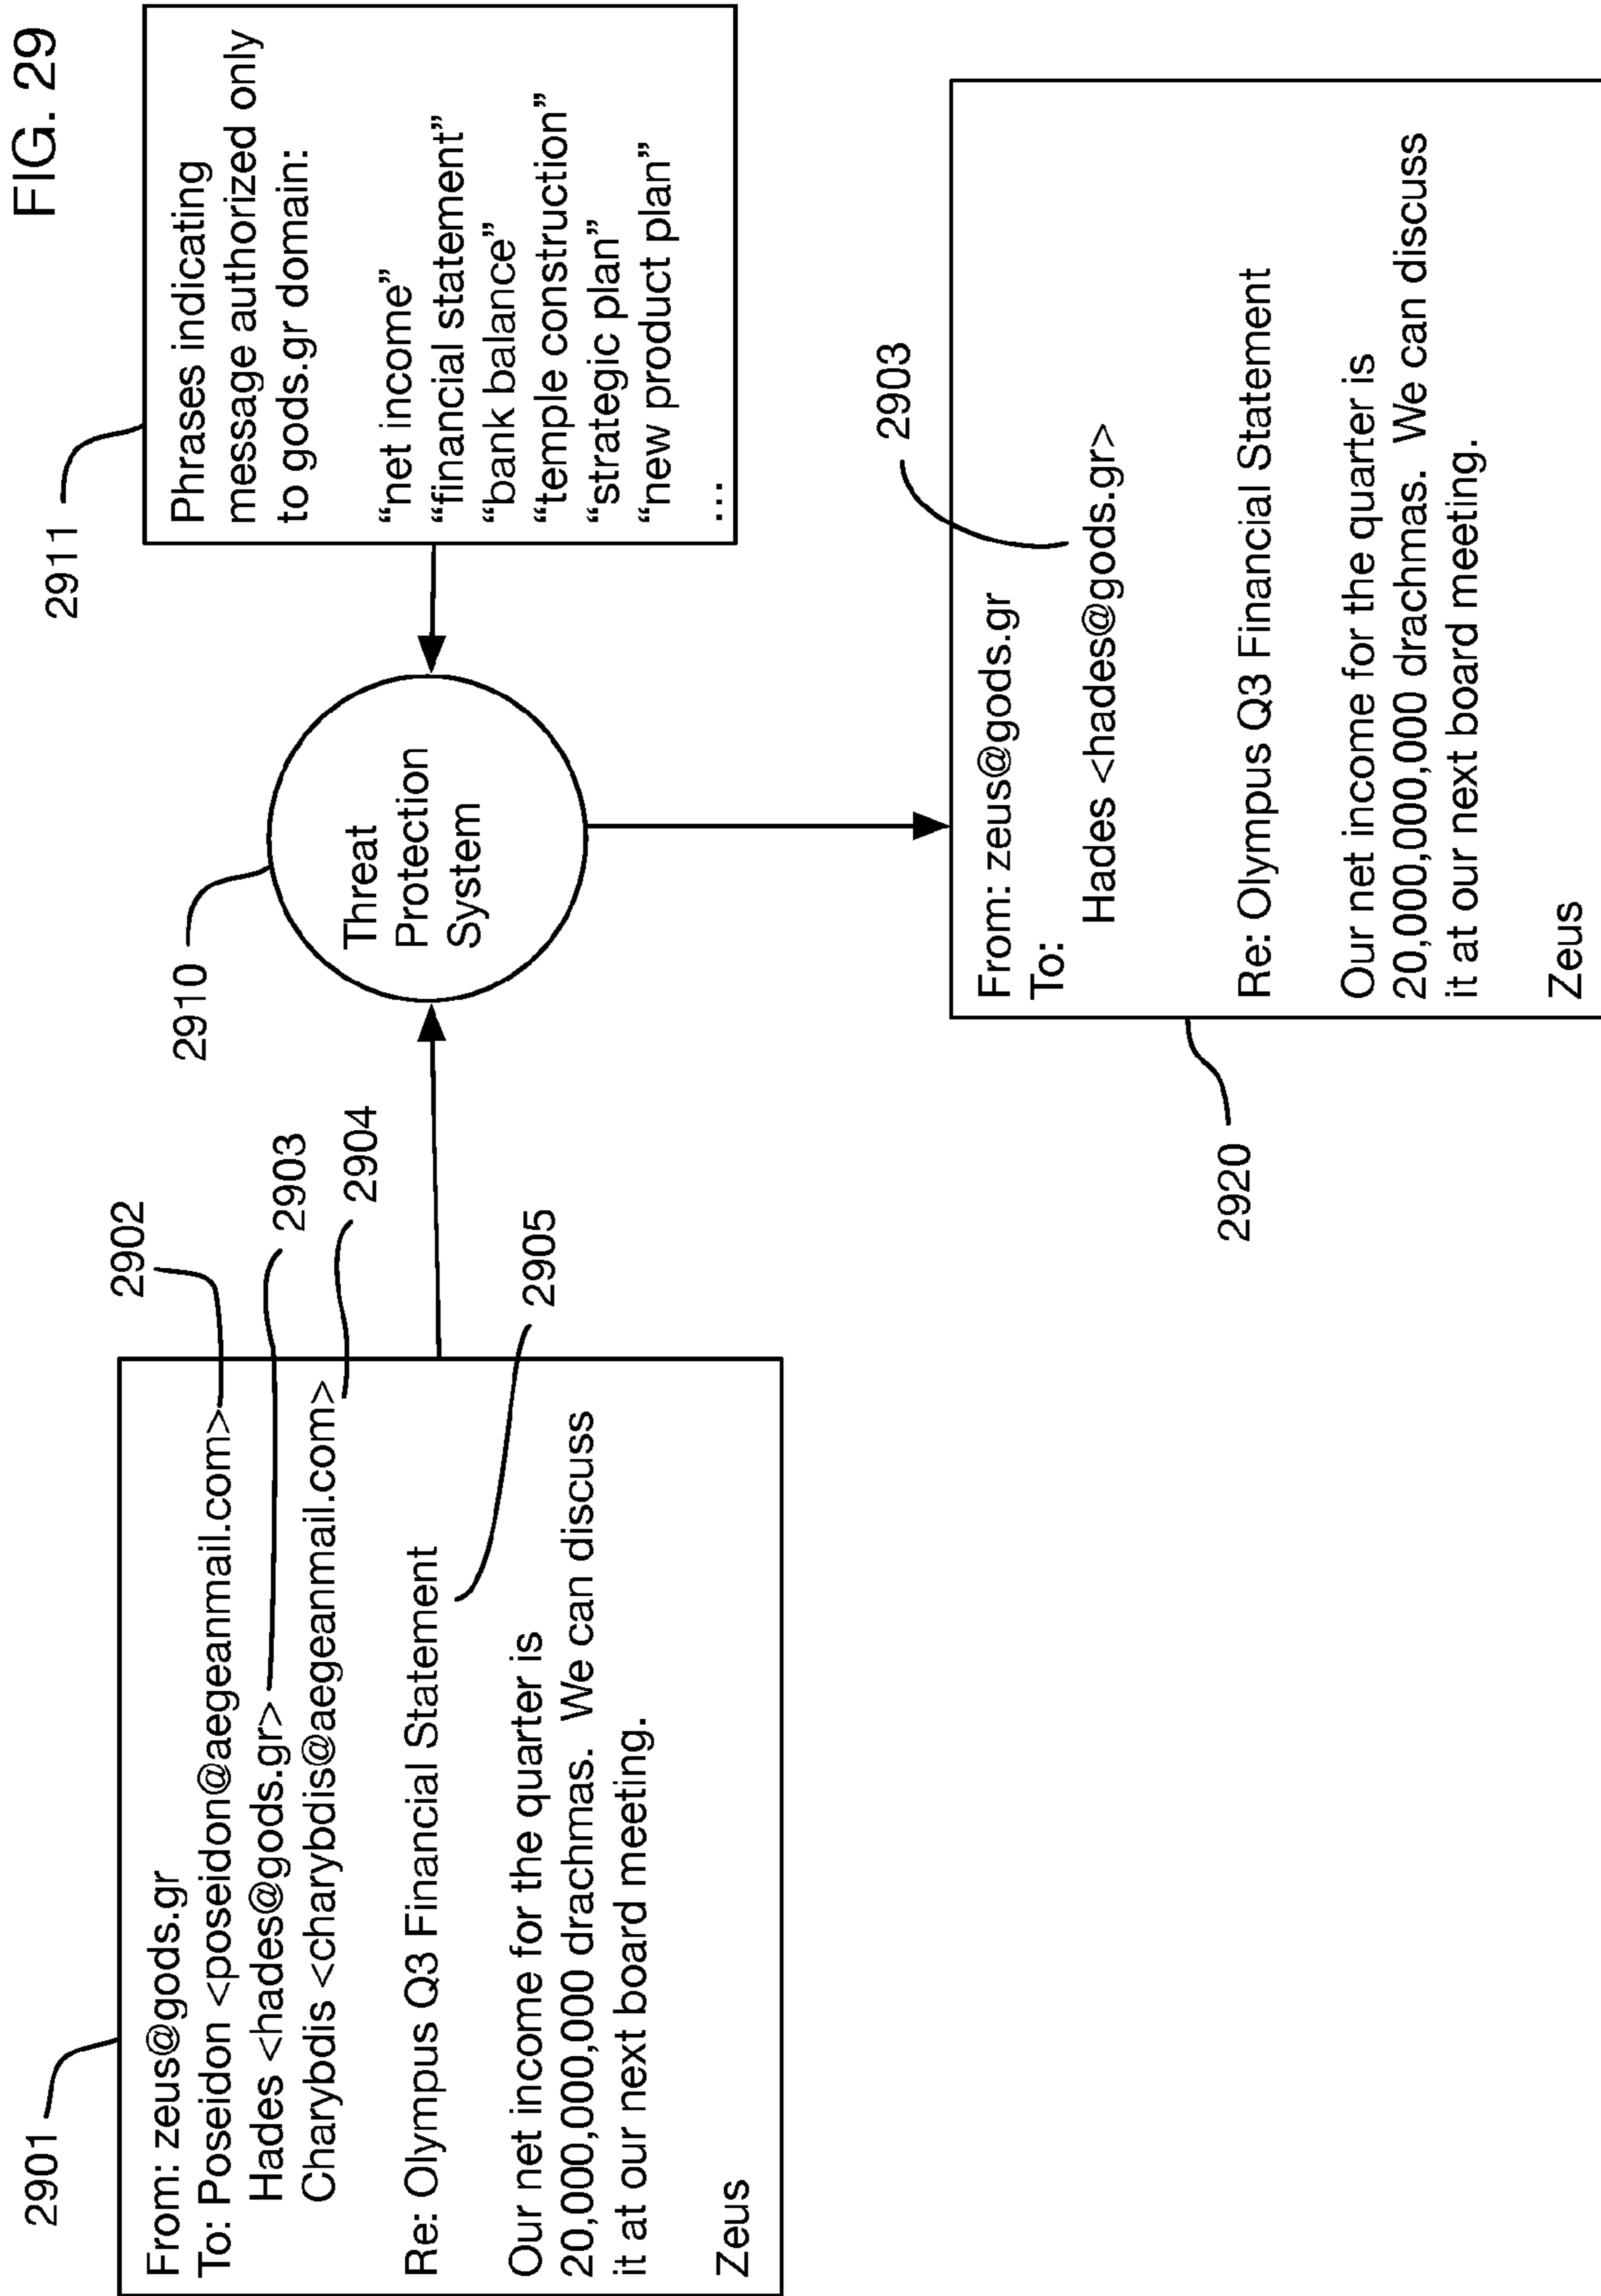 FIG. 29
2901
From: zeus@gods.gr
To: Poseidon <poseidon@aegeanmail.com>
Hades <hades@gods.gr>
Charybdis <charybdis@aegeanmail.com>
Re: Olympus Q3 Financial Statement
Our net income for the quarter is
20,000,000,000 drachmas. We can discuss
it at our next board meeting.
Zeus
2902
2903
2904
2905
2910
Threat
Protection
System
2911
Phrases indicating
message authorized only
to gods.gr domain:
“net income”
“financial statement”
“bank balance”
“temple construction”
“strategic plan”
“new product plan”
...
2920
From: zeus@gods.gr
To:
Hades <hades@gods.gr>
2903
Re: Olympus Q3 Financial Statement
Our net income for the quarter is
20,000,000,000 drachmas. We can discuss
it at our next board meeting.
Zeus